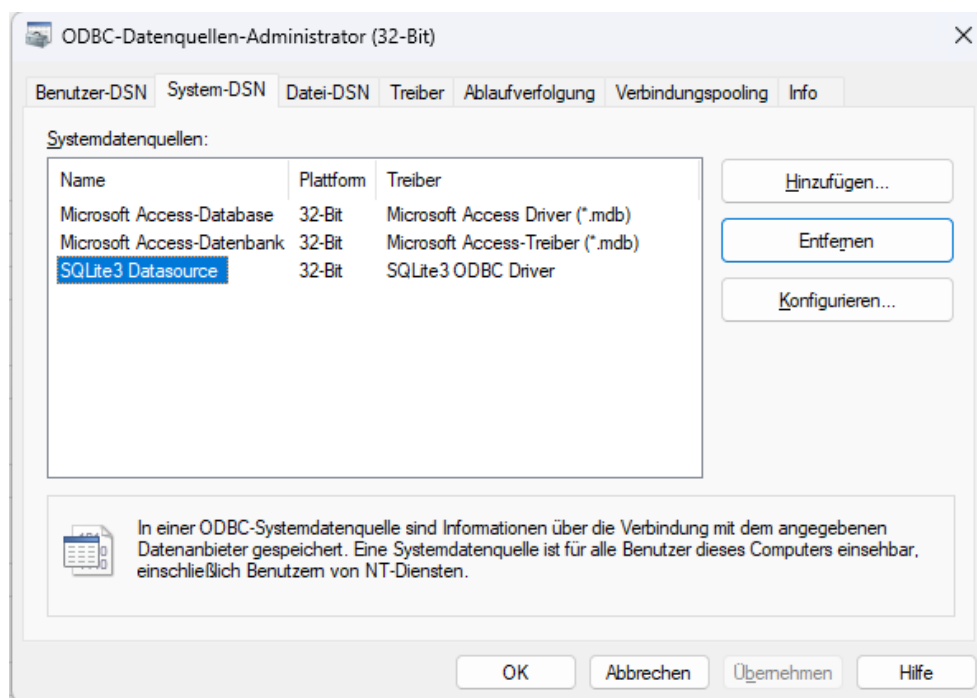 ODBC-Datenquellen-Administrator (32-Bit)
Benutzer-DSN System-DSN Datei-DSN Treiber Ablaufverfolgung Verbindungspooling Info
Systemdatenquellen:
Name Plattform Treiber
Microsoft Access-Database 32-Bit Microsoft Access Driver (*.mdb)
Microsoft Access-Datenbank 32-Bit Microsoft Access-Treiber (*.mdb)
SQLite3 Datasource 32-Bit SQLite3 ODBC Driver
Hinzufügen...
Entfernen
Konfigurieren...
In einer ODBC-Systemdatenquelle sind Informationen über die Verbindung mit dem angegebenen
Datenanbieter gespeichert. Eine Systemdatenquelle ist für alle Benutzer dieses Computers einsehbar,
einschließlich Benutzern von NT-Diensten.
OK Abbrechen Übernehmen Hilfe